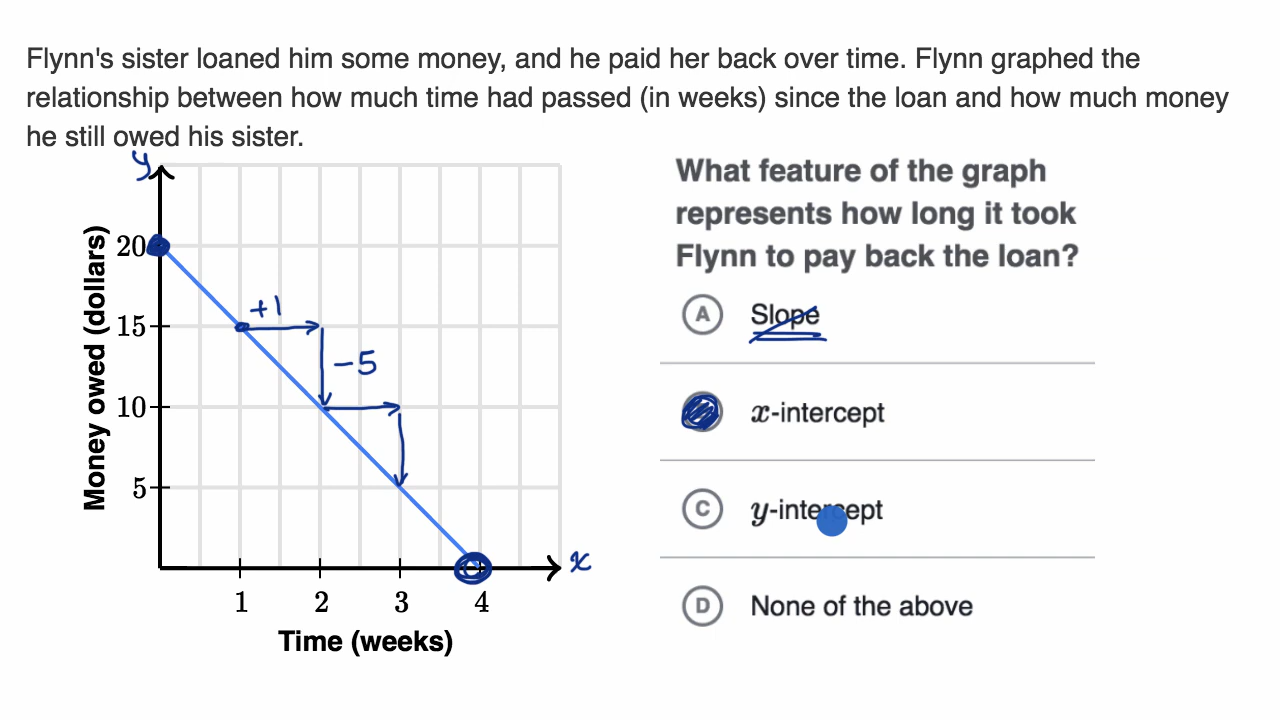 Flynn's sister loaned him some money, and he paid her back over time. Flynn graphed the
relationship between how much time had passed (in weeks) since the loan and how much money
he still owed his sister.
y
Money owed (dollars)
20
15
10
5
+1
-5
x
1 2 3 4
Time (weeks)
What feature of the graph
represents how long it took
Flynn to pay back the loan?
A Slope
x-intercept
C y-intercept
D None of the above